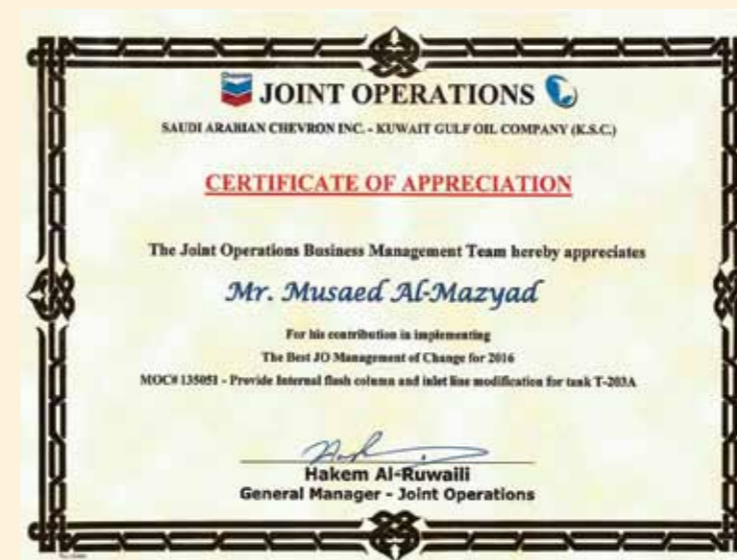 Chevron
JOINT OPERATIONS
SAUDI ARABIAN CHEVRON INC. - KUWAIT GULF OIL COMPANY (K.S.C.)
CERTIFICATE OF APPRECIATION
The Joint Operations Business Management Team hereby appreciates
Mr. Musaed Al-Mazyad
For his contribution in implementing
The Best JO Management of Change for 2016
MOC# 135051 - Provide Internal flash column and inlet line modification for tank T-203A
Hakem Al-Ruwaili
General Manager - Joint Operations